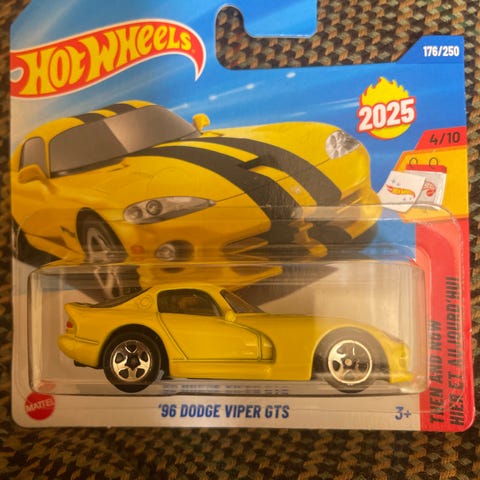 HOT WHEELS
176/250
2025
4/10
THEN AND NOW
HIER ET AUJOURD'HUI
MATTEL
'96 DODGE VIPER GTS
3+